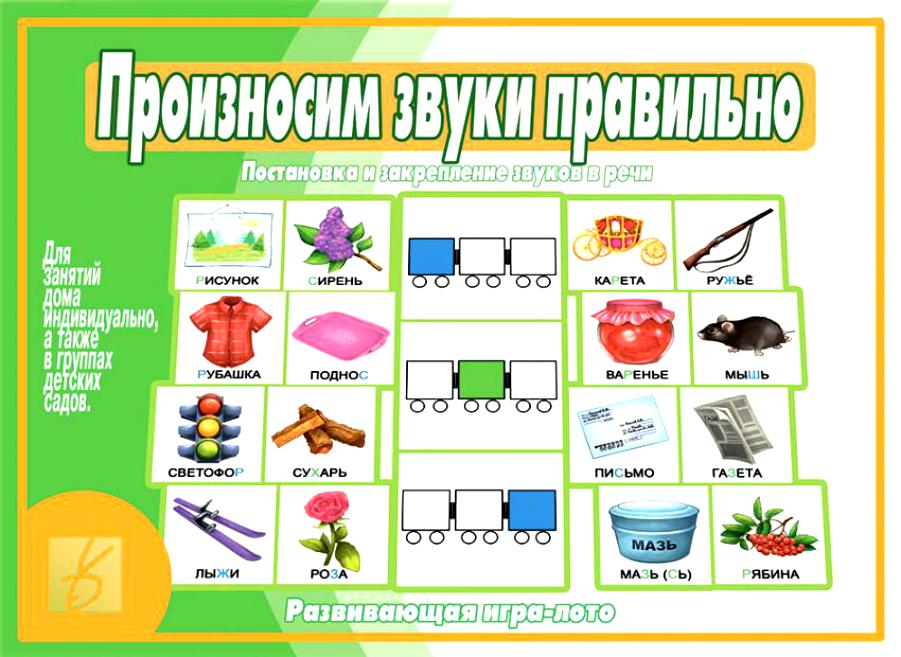 Произносим звуки правильно
Постановка и закрепление звуков в речи
Для
занятий
дома
индивидуально,
а также
в группах
детских
садов.
РИСУНОК
СИРЕНЬ
КАРЕТА
РУЖЬЁ
РУБАШКА
ПОДНОС
ВАРЕНЬЕ
МЫШЬ
СВЕТОФОР
СУХАРЬ
ПИСЬМО
ГАЗЕТА
ЛЫЖИ
РОЗА
МАЗЬ
МАЗЬ (СЬ)
РЯБИНА
Развивающая игра-лото